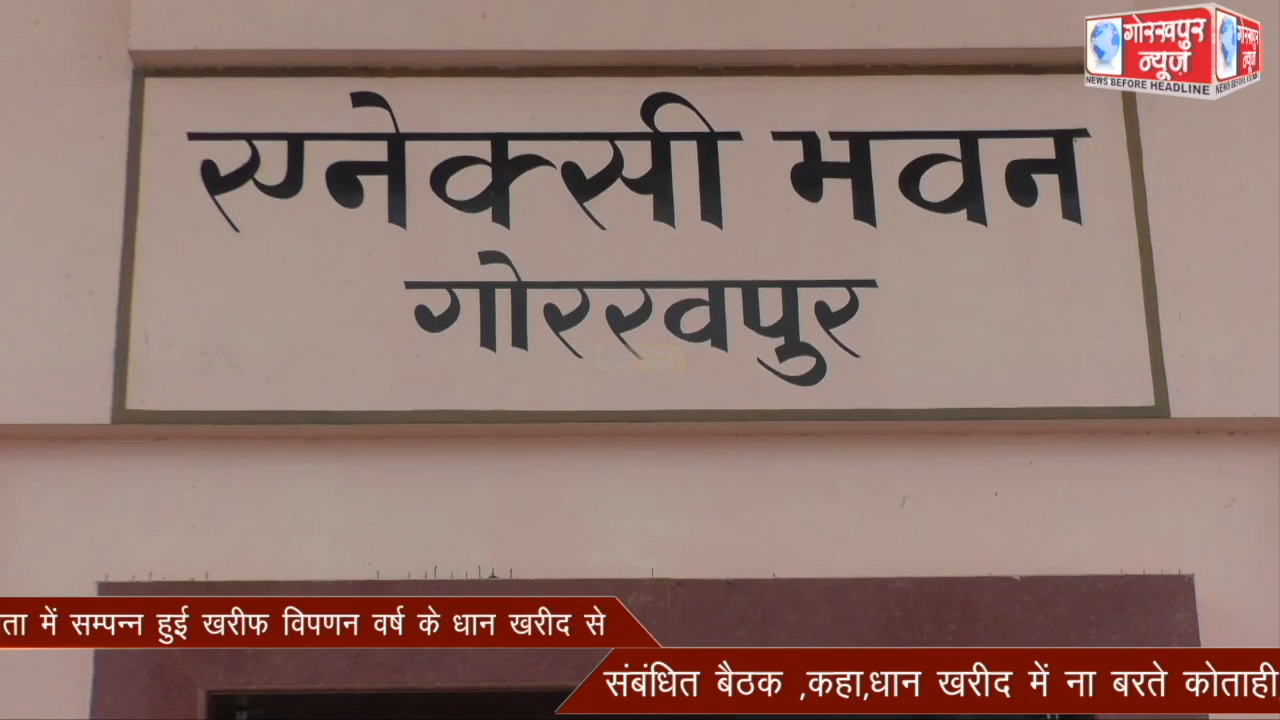 गोरखपुर
न्यूज़
NEWS BEFORE HEADLINE
एनेक्सी भवन
गोरखपुर
ता में सम्पन्न हुई खरीफ विपणन वर्ष के धान खरीद से
संबंधित बैठक ,कहा,धान खरीद में ना बरते कोताही